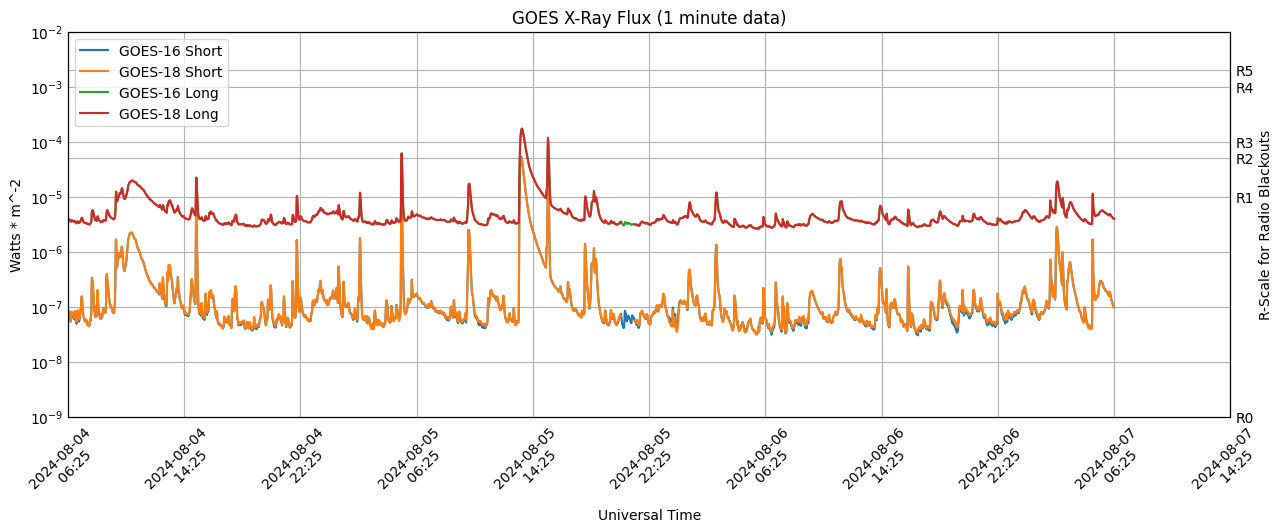 GOES X-Ray Flux (1 minute data)
GOES-16 Short
GOES-18 Short
GOES-16 Long
GOES-18 Long
Watts * m^-2
10^-2
10^-3
10^-4
10^-5
10^-6
10^-7
10^-8
10^-9
R5
R4
R3
R2
R1
R0
R-Scale for Radio Blackouts
2024-08-04
06:25
2024-08-04
14:25
2024-08-04
22:25
2024-08-05
06:25
2024-08-05
14:25
2024-08-05
22:25
2024-08-06
06:25
2024-08-06
14:25
2024-08-06
22:25
2024-08-07
06:25
2024-08-07
14:25
Universal Time